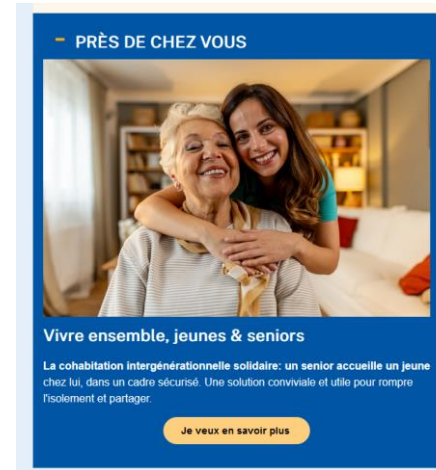 PRÈS DE CHEZ VOUS
Vivre ensemble, jeunes & seniors
La cohabitation intergénérationnelle solidaire: un senior accueille un jeune
chez lui, dans un cadre sécurisé. Une solution conviviale et utile pour rompre
l'isolement et partager.
Je veux en savoir plus